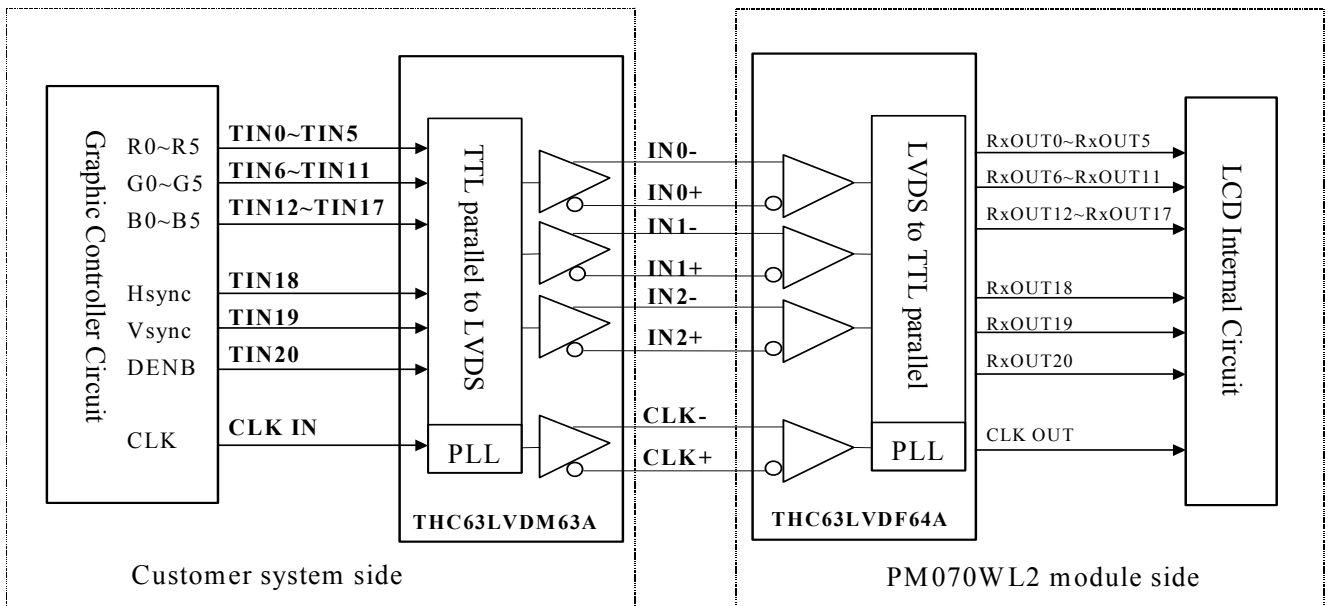 Graphic Controller Circuit
R0~R5
G0~G5
B0~B5
Hsync
Vsync
DENB
CLK
TIN0~TIN5
TIN6~TIN11
TIN12~TIN17
TIN18
TIN19
TIN20
CLK IN
TTL parallel to LVDS
PLL
THC63LVDM63A
IN0-
IN0+
IN1-
IN1+
IN2-
IN2+
CLK-
CLK+
LVDS to TTL parallel
PLL
THC63LVDF64A
RxOUT0~RxOUT5
RxOUT6~RxOUT11
RxOUT12~RxOUT17
RxOUT18
RxOUT19
RxOUT20
CLK OUT
LCD Internal Circuit
Customer system side
PM070WL2 module side